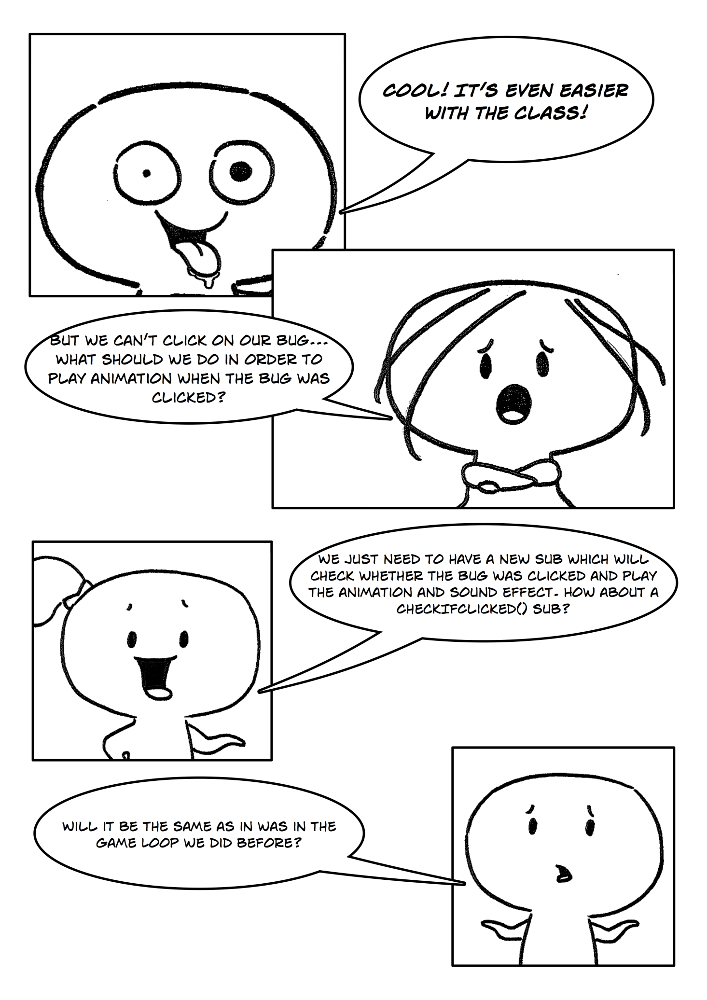 COOL! IT'S EVEN EASIER
WITH THE CLASS!
BUT WE CAN'T CLICK ON OUR BUG...
WHAT SHOULD WE DO IN ORDER TO
PLAY ANIMATION WHEN THE BUG WAS
CLICKED?
WE JUST NEED TO HAVE A NEW SUB WHICH WILL
CHECK WHETHER THE BUG WAS CLICKED AND PLAY
THE ANIMATION AND SOUND EFFECT. HOW ABOUT A
CHECKIFCLICKED() SUB?
WILL IT BE THE SAME AS IN WAS IN THE
GAME LOOP WE DID BEFORE?